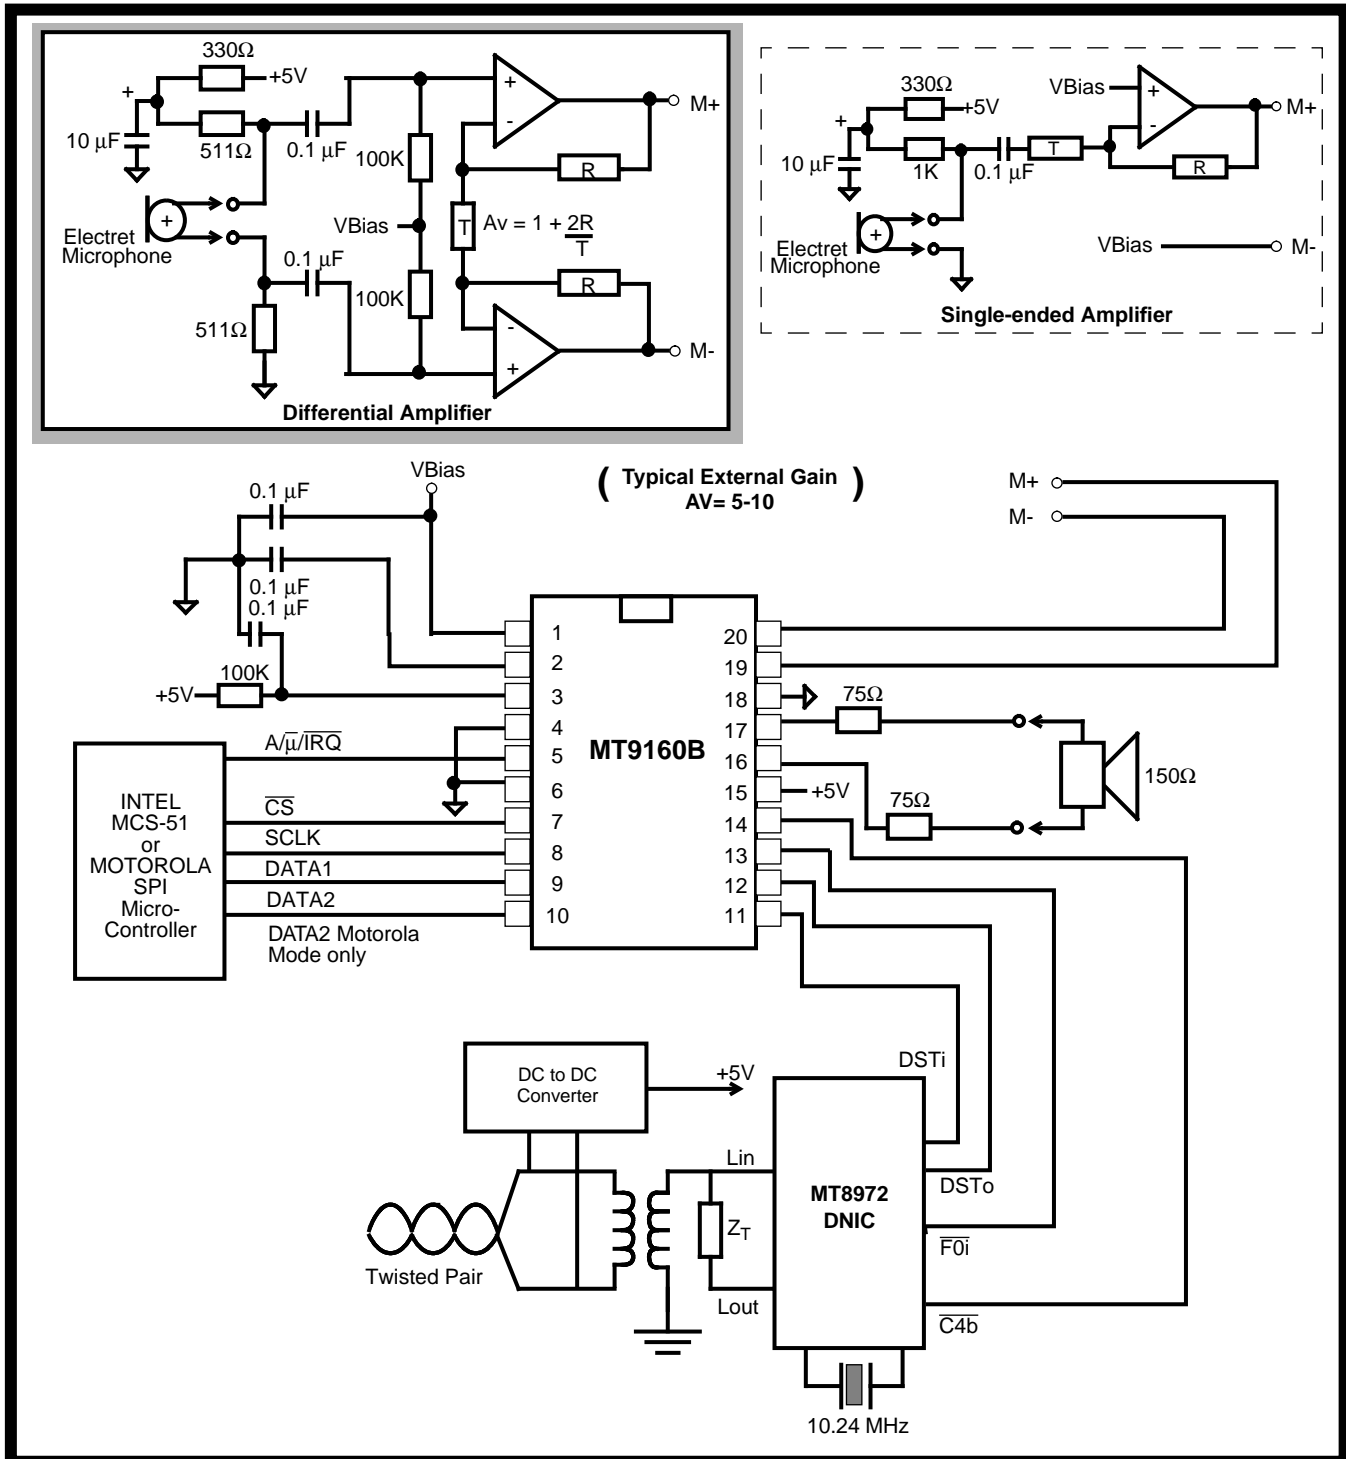 330Ω
+5V
+
10 µF
511Ω
0.1 µF
100K
+
-
M+
R
VBias
T
Av = 1 + 2R
T
Electret
Microphone
+
0.1 µF
100K
R
511Ω
-
+
M-
Differential Amplifier
330Ω
+5V
+
10 µF
1K
0.1 µF
T
VBias
+
-
M+
R
Electret
Microphone
+
VBias
M-
Single-ended Amplifier
( Typical External Gain )
AV= 5-10
VBias
0.1 µF
0.1 µF
0.1 µF
100K
+5V
M+
M-
MT9160B
1
2
3
4
5
6
7
8
9
10
20
19
18
17
16
15
14
13
12
11
75Ω
75Ω
150Ω
+5V
A/µ̅/I̅R̅Q̅
C̅S̅
SCLK
DATA1
DATA2
DATA2 Motorola
Mode only
INTEL
MCS-51
or
MOTOROLA
SPI
Micro-
Controller
DC to DC
Converter
+5V
DSTi
DSTo
F̅0̅i̅
C̅4̅b̅
Lin
ZT
Lout
MT8972
DNIC
Twisted Pair
10.24 MHz